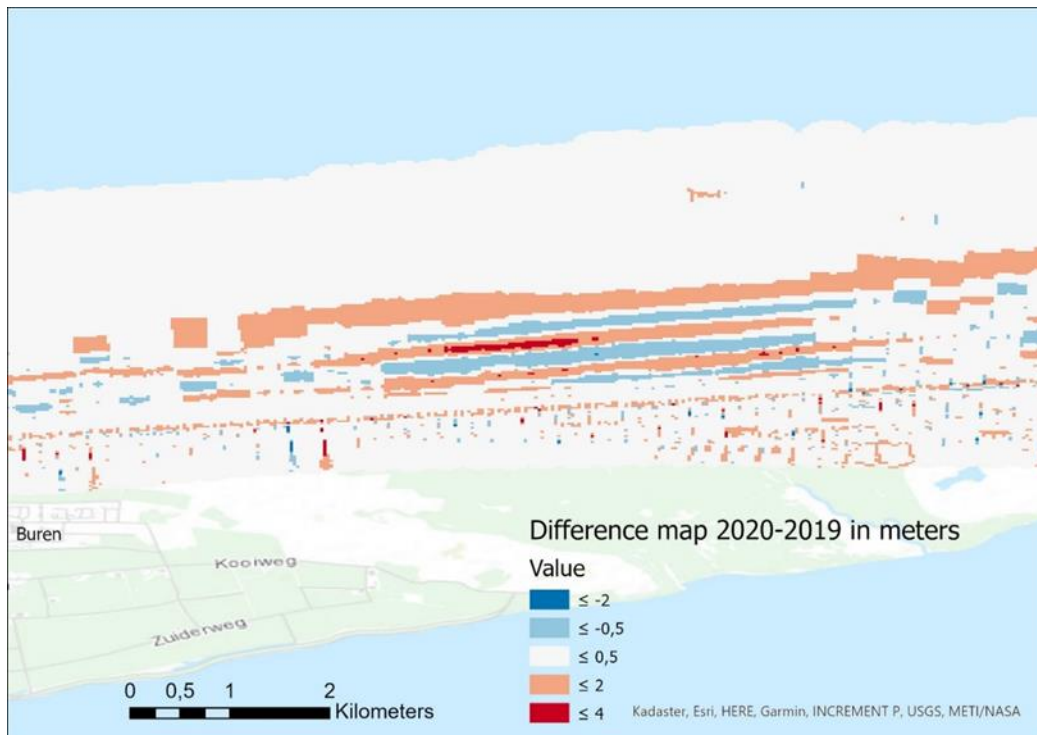 Buren
Kooiweg
Zuiderweg
Difference map 2020-2019 in meters
Value
≤ -2
≤ -0,5
≤ 0,5
≤ 2
≤ 4
0 0,5 1 2
Kilometers
Kadaster, Esri, HERE, Garmin, INCREMENT P, USGS, METI/NASA